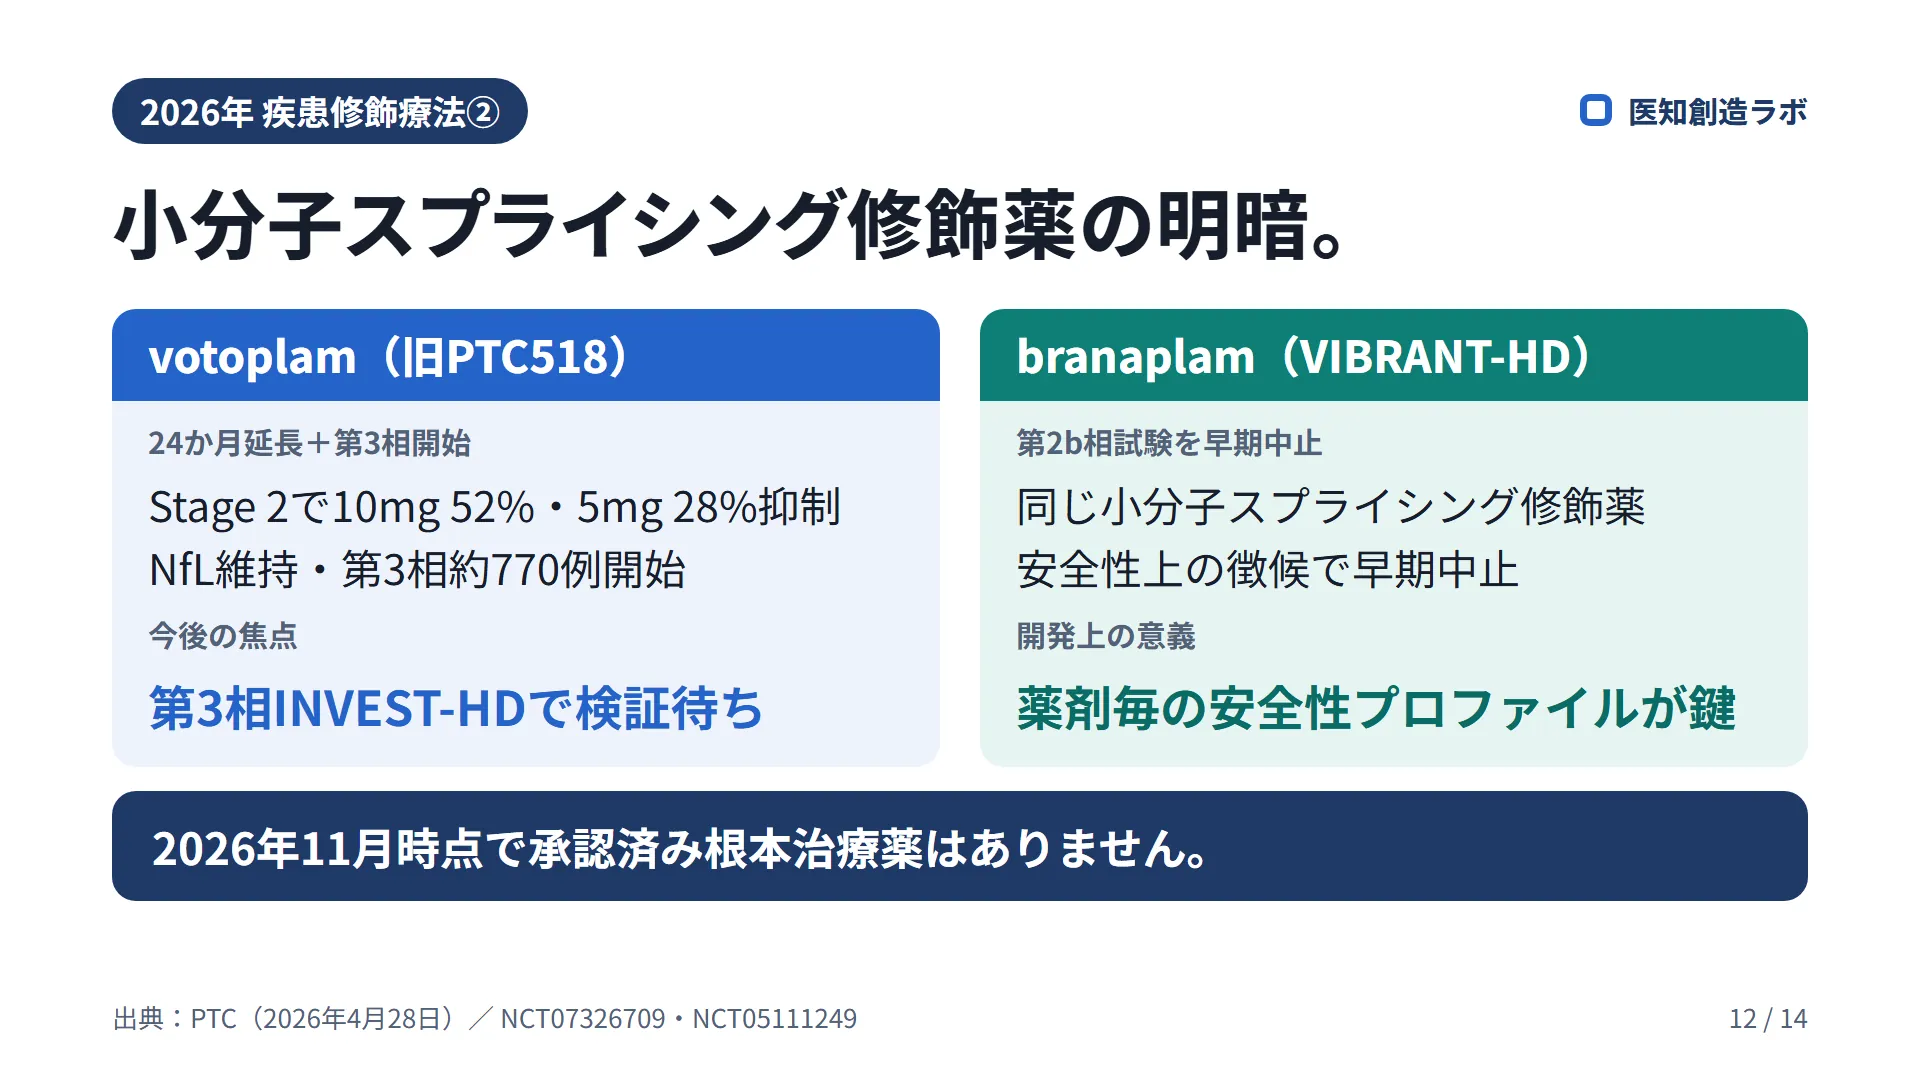 2026年 疾患修飾療法②
医知創造ラボ
小分子スプライシング修飾薬の明暗。
votoplam（旧PTC518）
24か月延長＋第3相開始
Stage 2で10mg 52%・5mg 28%抑制
NfL維持・第3相約770例開始
今後の焦点
第3相INVEST-HDで検証待ち
branaplam（VIBRANT-HD）
第2b相試験を早期中止
同じ小分子スプライシング修飾薬
安全性上の徴候で早期中止
開発上の意義
薬剤毎の安全性プロファイルが鍵
2026年11月時点で承認済み根本治療薬はありません。
出典：PTC（2026年4月28日）／NCT07326709・NCT05111249
12 / 14